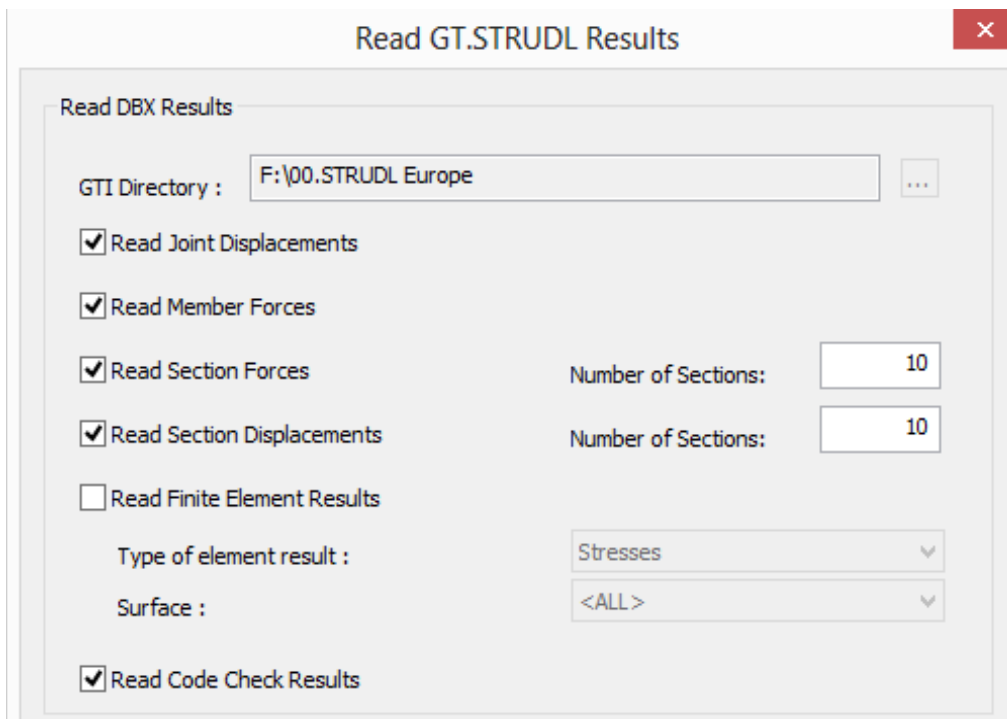 Read GT.STRUDL Results
Read DBX Results
GTI Directory : F:\00.STRUDL Europe ...
Read Joint Displacements
Read Member Forces
Read Section Forces Number of Sections: 10
Read Section Displacements Number of Sections: 10
Read Finite Element Results
Type of element result : Stresses
Surface : <ALL>
Read Code Check Results